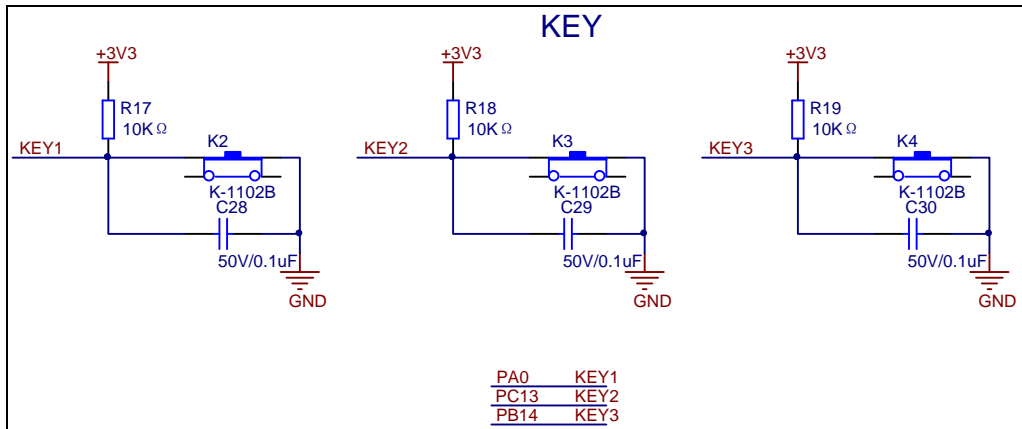 KEY
+3V3 +3V3 +3V3
R17 R18 R19
10KΩ 10KΩ 10KΩ
KEY1 K2 KEY2 K3 KEY3 K4
K-1102B K-1102B K-1102B
C28 C29 C30
50V/0.1uF 50V/0.1uF 50V/0.1uF
GND GND GND
PA0 KEY1
PC13 KEY2
PB14 KEY3